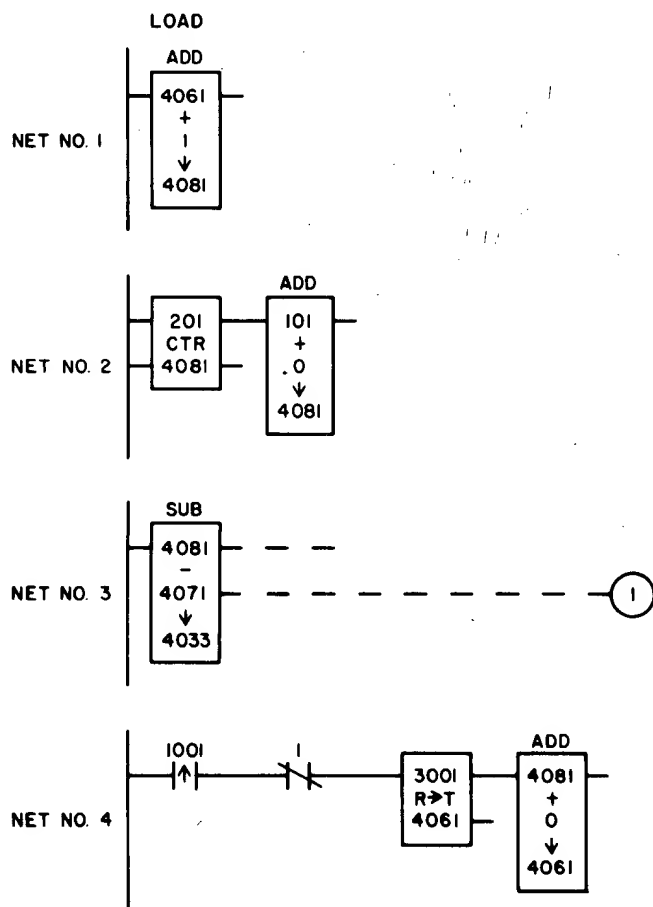 LOAD
ADD
NET NO. 1
4061
+
1
↓
4081
NET NO. 2
201
CTR
4081
ADD
101
+
.0
↓
4081
NET NO. 3
SUB
4081
-
4071
↓
4033
1
NET NO. 4
1001
↑
1
3001
R→T
4061
ADD
4081
+
0
↓
4061